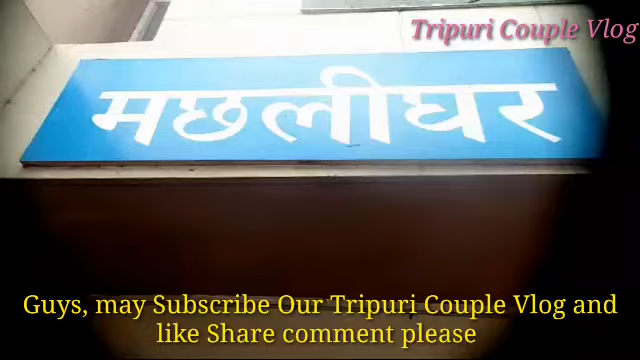 Tripuri Couple Vlog
मछलीघर
Guys, may Subscribe Our Tripuri Couple Vlog and
like Share comment please